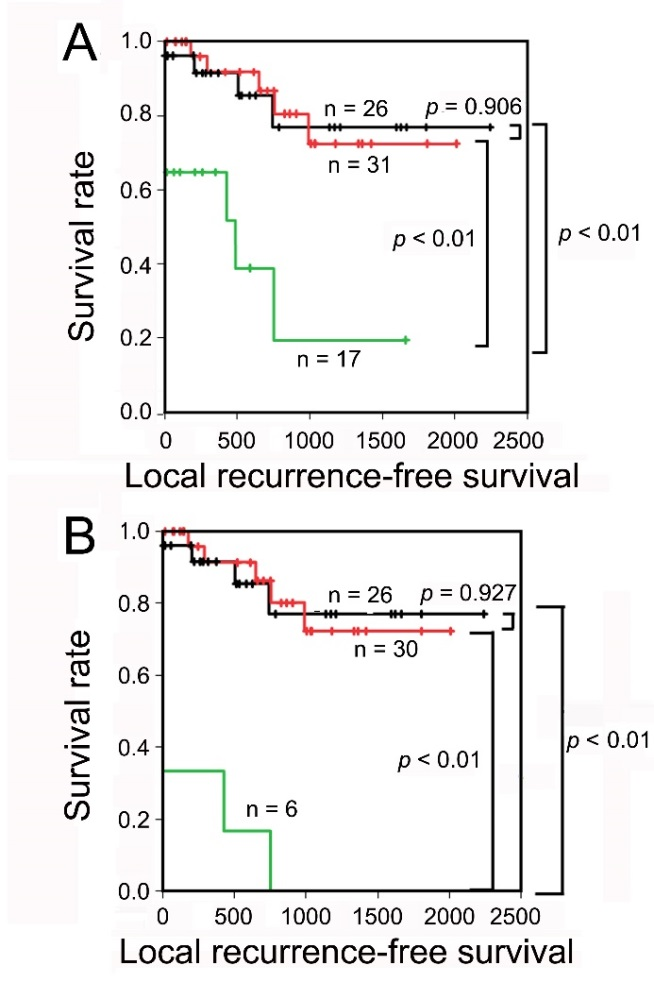 A
1.0
0.8
0.6
0.4
0.2
0.0
Survival rate
n = 26
p = 0.906
n = 31
p < 0.01
p < 0.01
n = 17
0 500 1000 1500 2000 2500
Local recurrence-free survival
B
1.0
0.8
0.6
0.4
0.2
0.0
Survival rate
n = 26
p = 0.927
n = 30
p < 0.01
p < 0.01
n = 6
0 500 1000 1500 2000 2500
Local recurrence-free survival